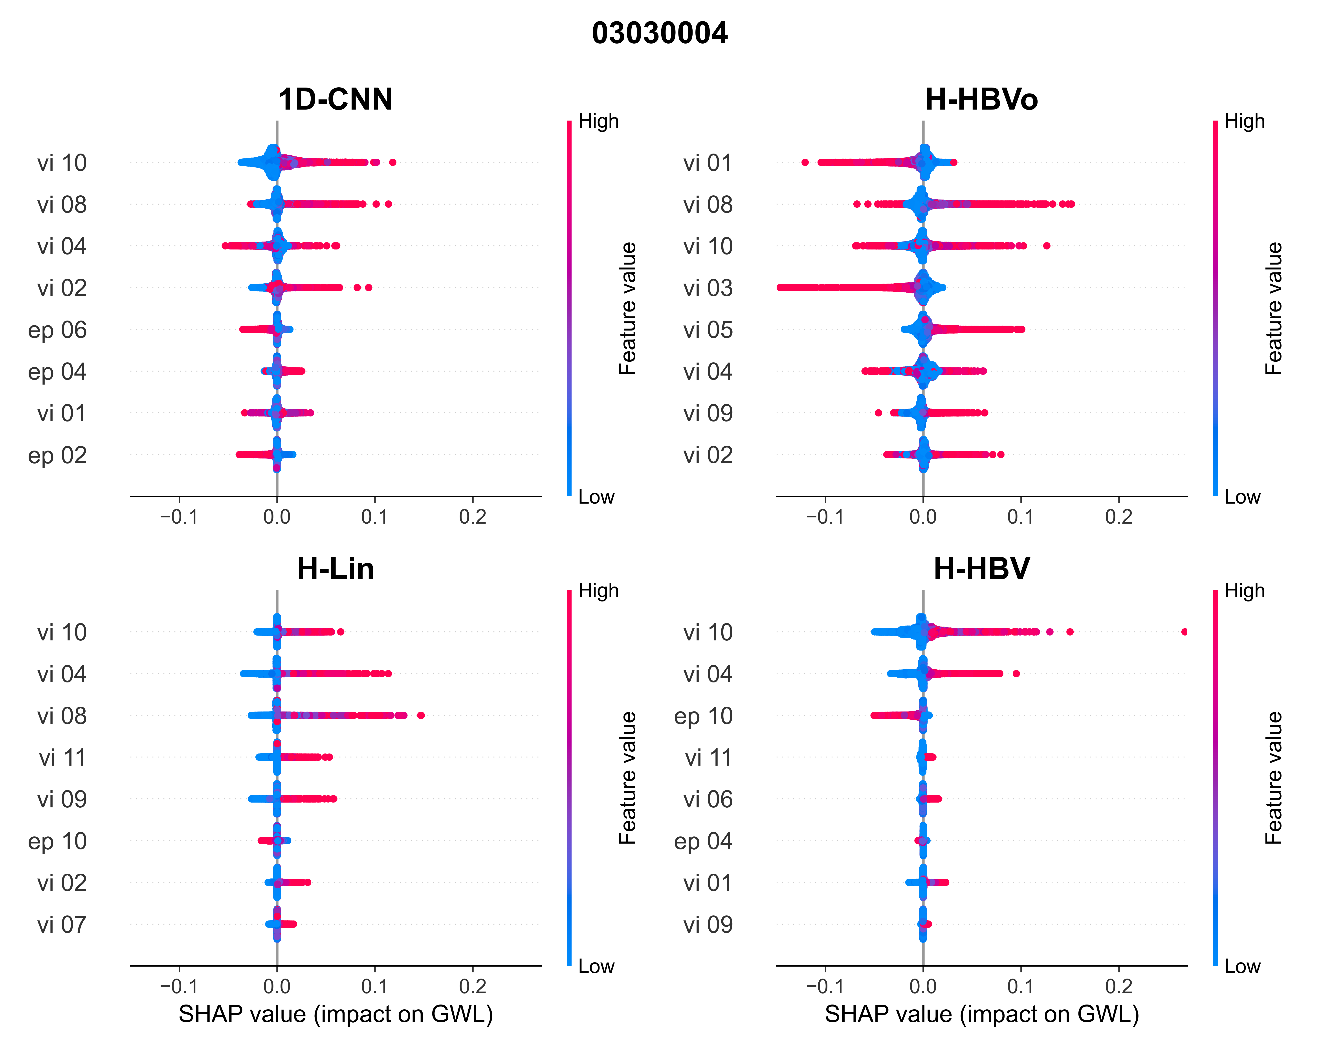 03030004
1D-CNN
High
vi 10
vi 08
vi 04
vi 02
ep 06
ep 04
vi 01
ep 02
Feature value
Low
−0.1 0.0 0.1 0.2
H-HBVo
High
vi 01
vi 08
vi 10
vi 03
vi 05
vi 04
vi 09
vi 02
Feature value
Low
−0.1 0.0 0.1 0.2
H-Lin
High
vi 10
vi 04
vi 08
vi 11
vi 09
ep 10
vi 02
vi 07
Feature value
Low
−0.1 0.0 0.1 0.2
SHAP value (impact on GWL)
H-HBV
High
vi 10
vi 04
ep 10
vi 11
vi 06
ep 04
vi 01
vi 09
Feature value
Low
−0.1 0.0 0.1 0.2
SHAP value (impact on GWL)